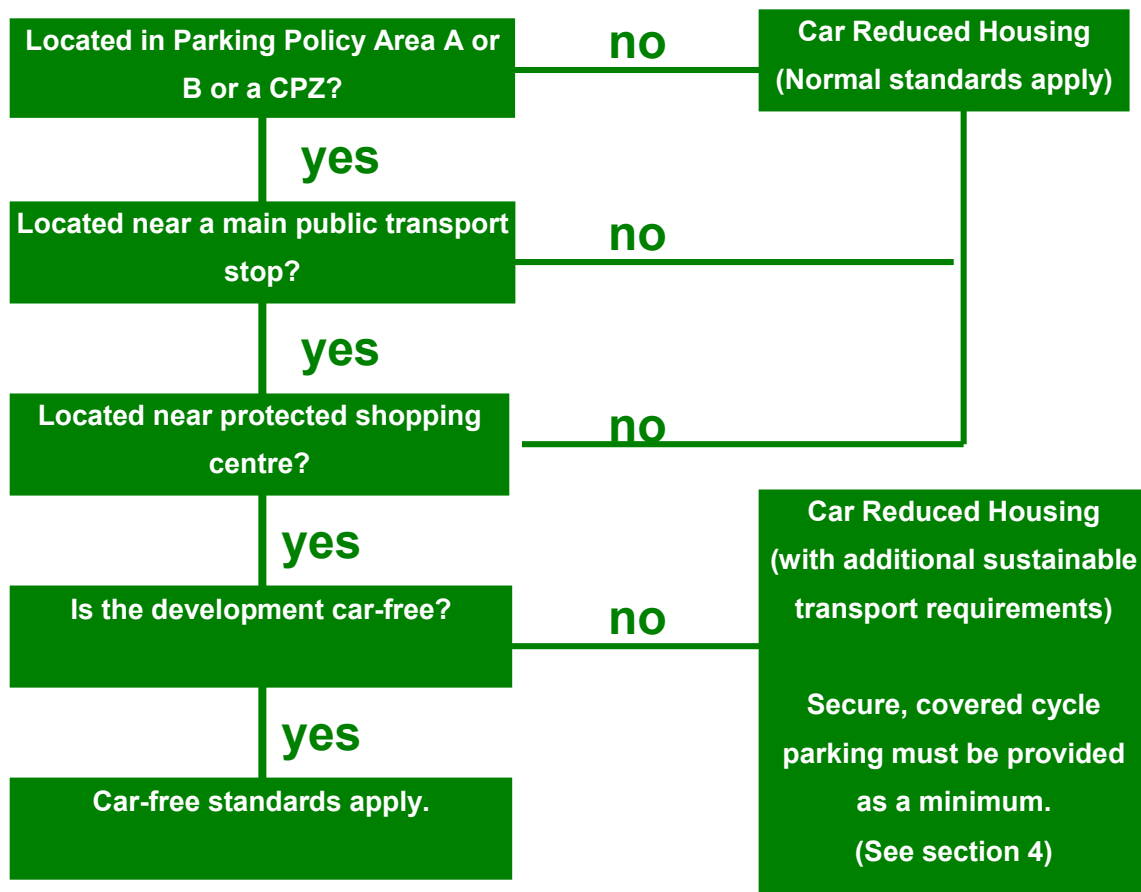 Located in Parking Policy Area A or
B or a CPZ?
no
Car Reduced Housing
(Normal standards apply)
yes
Located near a main public transport
stop?
no
yes
Located near protected shopping
centre?
no
yes
Is the development car-free?
no
Car Reduced Housing
(with additional sustainable
transport requirements)
Secure, covered cycle
parking must be provided
as a minimum.
(See section 4)
yes
Car-free standards apply.